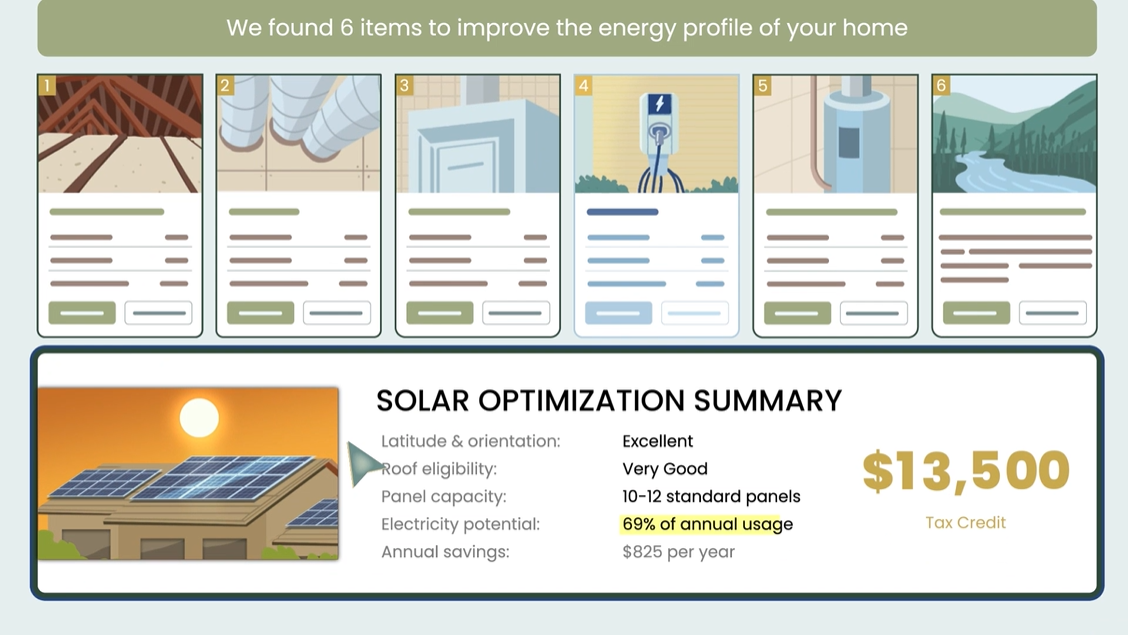 We found 6 items to improve the energy profile of your home
1 2 3 4 5 6
SOLAR OPTIMIZATION SUMMARY
Latitude & orientation: Excellent
Roof eligibility: Very Good
Panel capacity: 10-12 standard panels
Electricity potential: 69% of annual usage
Annual savings: $825 per year
$13,500
Tax Credit